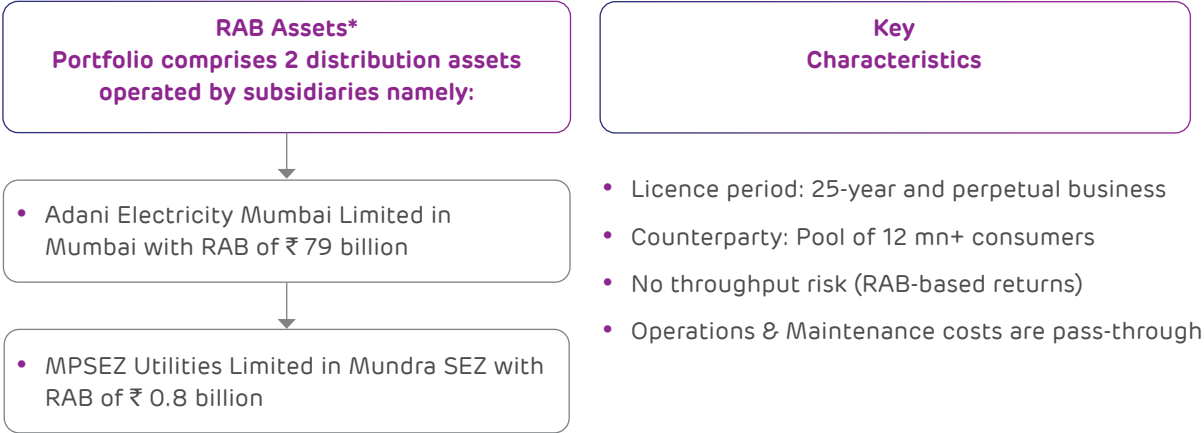 RAB Assets*
Portfolio comprises 2 distribution assets
operated by subsidiaries namely:
• Adani Electricity Mumbai Limited in
Mumbai with RAB of ₹ 79 billion
• MPSEZ Utilities Limited in Mundra SEZ with
RAB of ₹ 0.8 billion
Key
Characteristics
• Licence period: 25-year and perpetual business
• Counterparty: Pool of 12 mn+ consumers
• No throughput risk (RAB-based returns)
• Operations & Maintenance costs are pass-through